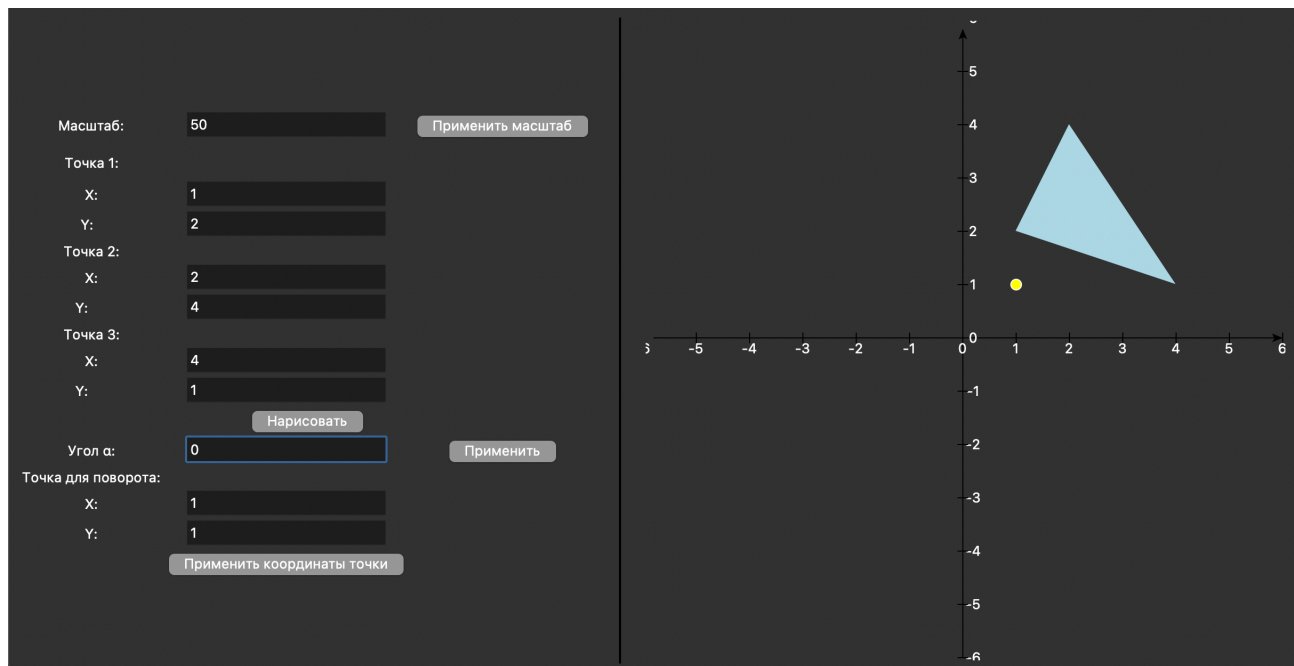 Масштаб: 50 Применить масштаб
Точка 1:
X: 1
Y: 2
Точка 2:
X: 2
Y: 4
Точка 3:
X: 4
Y: 1
Нарисовать
Угол α: 0 Применить
Точка для поворота:
X: 1
Y: 1
Применить координаты точки
5
4
3
2
1
0
-5 -4 -3 -2 -1 0 1 2 3 4 5 6
-1
-2
-3
-4
-5
-6